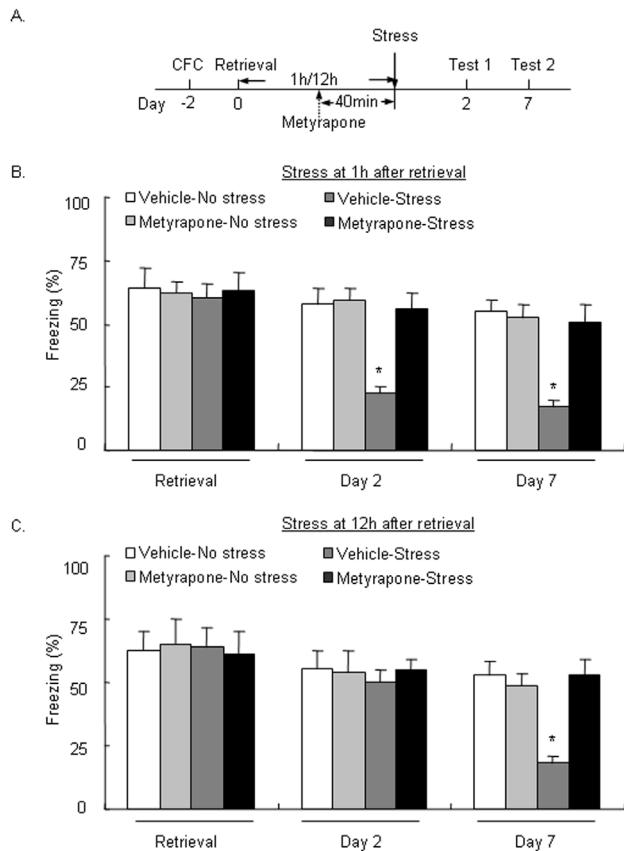 A.
Stress
CFC Retrieval 1h/12h Test 1 Test 2
40min
Day -2 0 2 7
Metyrapone
B.
Stress at 1h after retrieval
Vehicle-No stress Vehicle-Stress
Metyrapone-No stress Metyrapone-Stress
Freezing (%)
100
75
50
25
0
*
*
Retrieval Day 2 Day 7
C.
Stress at 12h after retrieval
Vehicle-No stress Vehicle-Stress
Metyrapone-No stress Metyrapone-Stress
Freezing (%)
100
75
50
25
0
*
Retrieval Day 2 Day 7